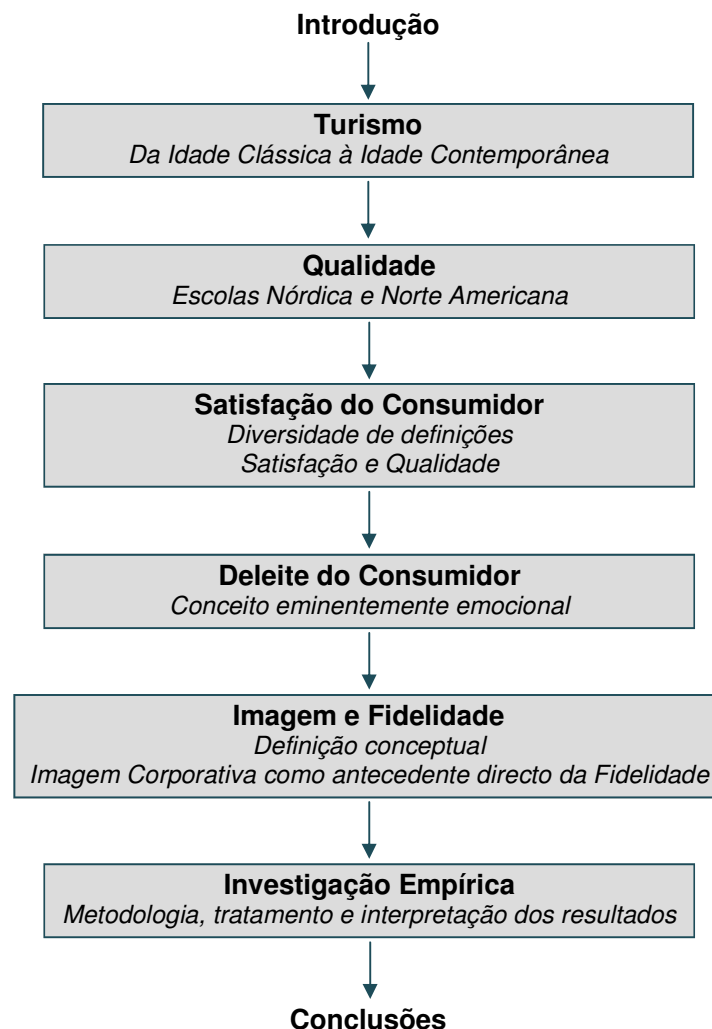 Introdução
Turismo
Da Idade Clássica à Idade Contemporânea
Qualidade
Escolas Nórdica e Norte Americana
Satisfação do Consumidor
Diversidade de definições
Satisfação e Qualidade
Deleite do Consumidor
Conceito eminentemente emocional
Imagem e Fidelidade
Definição conceptual
Imagem Corporativa como antecedente directo da Fidelidade
Investigação Empírica
Metodologia, tratamento e interpretação dos resultados
Conclusões